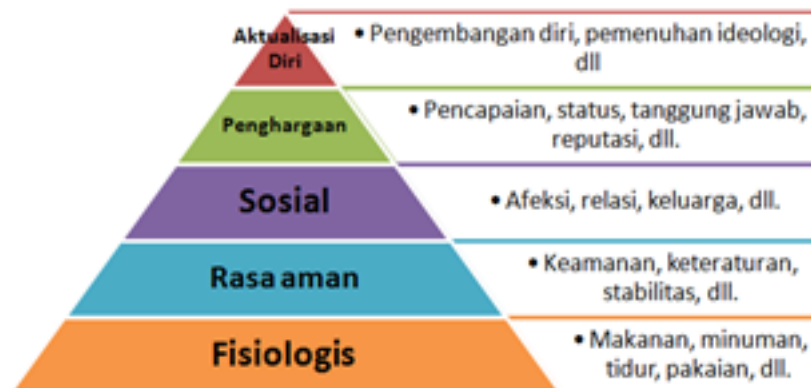 Aktualisasi
Diri
• Pengembangan diri, pemenuhan ideologi,
dll
Penghargaan
• Pencapaian, status, tanggung jawab,
reputasi, dll.
Sosial
• Afeksi, relasi, keluarga, dll.
Rasa aman
• Keamanan, keteraturan,
stabilitas, dll.
Fisiologis
• Makanan, minuman,
tidur, pakaian, dll.